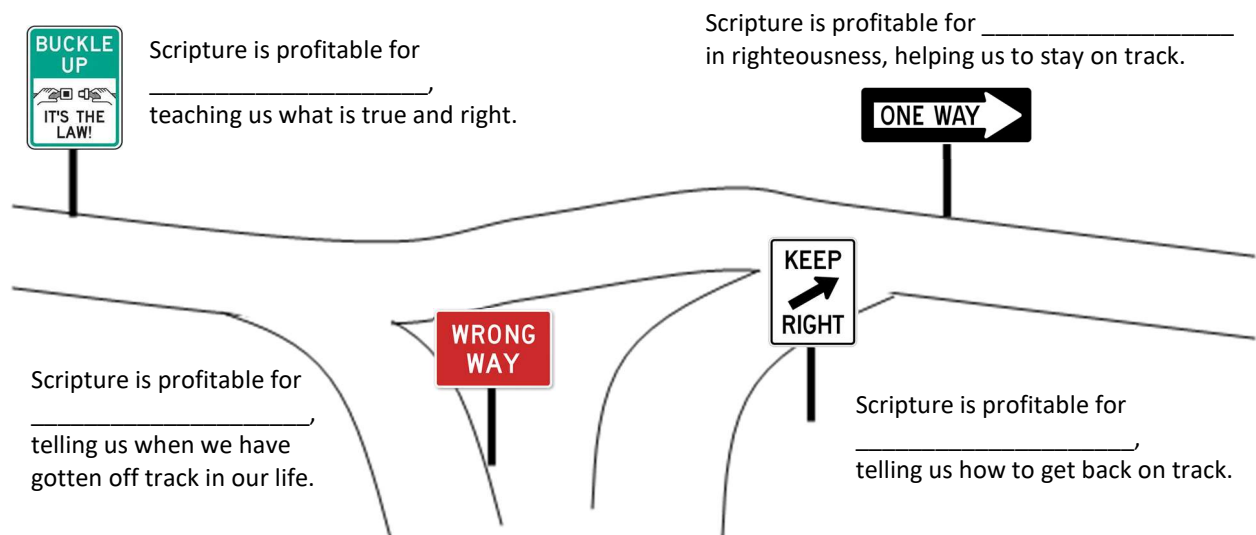 BUCKLE
UP
IT'S THE
LAW!
Scripture is profitable for
_____________________,
teaching us what is true and right.
Scripture is profitable for ___________________
in righteousness, helping us to stay on track.
ONE WAY
KEEP
RIGHT
WRONG
WAY
Scripture is profitable for
_____________________,
telling us when we have
gotten off track in our life.
Scripture is profitable for
_____________________,
telling us how to get back on track.